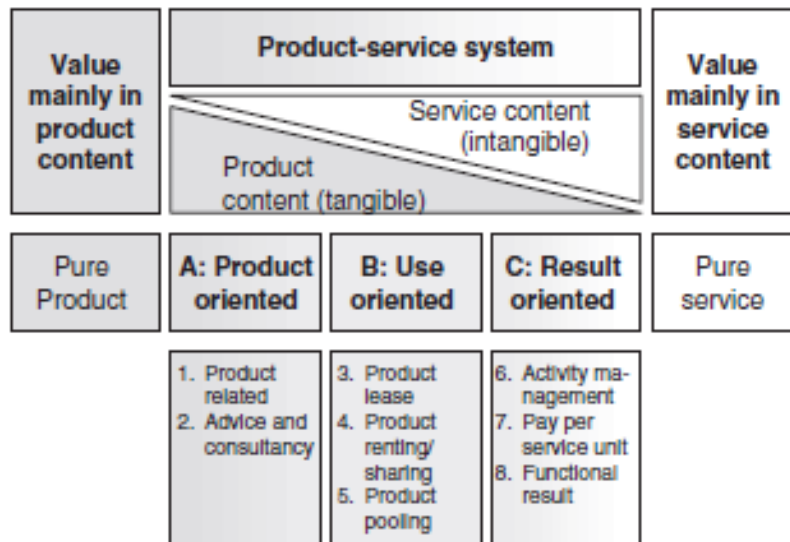 Value
mainly in
product
content
Product-service system
Service content
(intangible)
Product
content (tangible)
Value
mainly in
service
content
Pure
Product
A: Product
oriented
B: Use
oriented
C: Result
oriented
Pure
service
1. Product
related
2. Advice and
consultancy
3. Product
lease
4. Product
renting/
sharing
5. Product
pooling
6. Activity ma-
nagement
7. Pay per
service unit
8. Functional
result